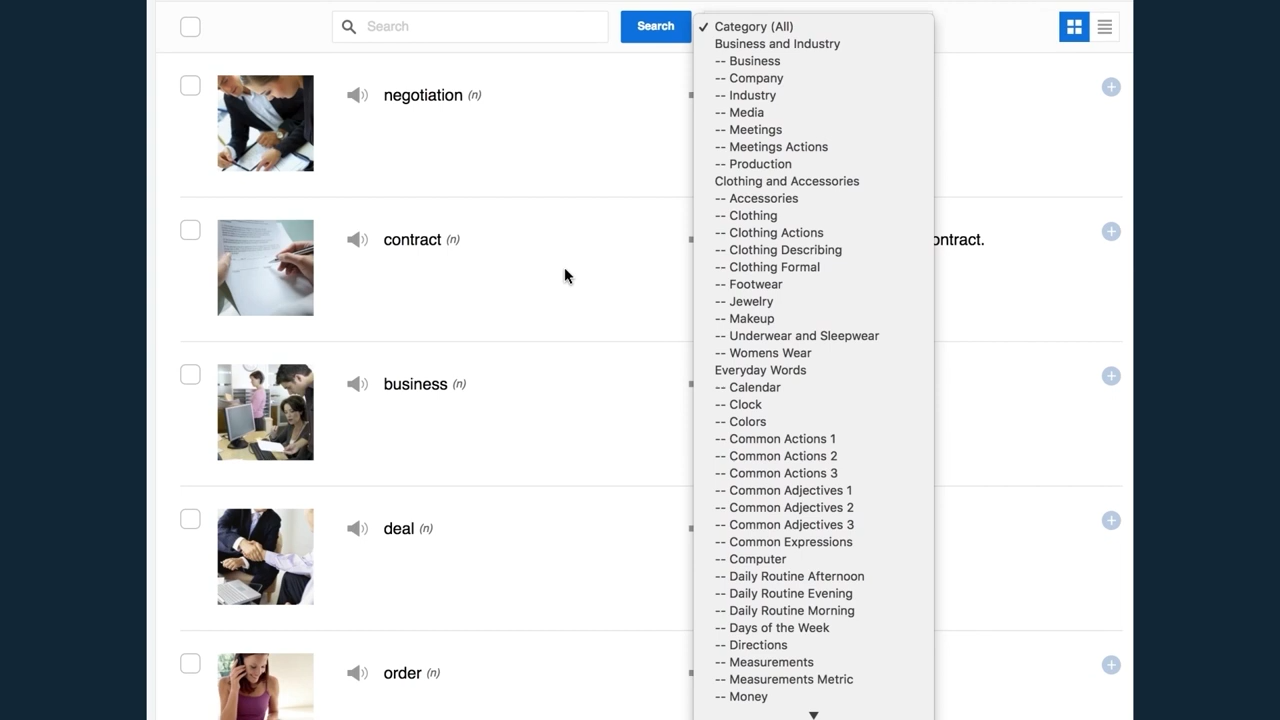 Search
Search
Category (All)
Business and Industry
-- Business
-- Company
-- Industry
-- Media
-- Meetings
-- Meetings Actions
-- Production
Clothing and Accessories
-- Accessories
-- Clothing
-- Clothing Actions
-- Clothing Describing
-- Clothing Formal
-- Footwear
-- Jewelry
-- Makeup
-- Underwear and Sleepwear
-- Womens Wear
Everyday Words
-- Calendar
-- Clock
-- Colors
-- Common Actions 1
-- Common Actions 2
-- Common Actions 3
-- Common Adjectives 1
-- Common Adjectives 2
-- Common Adjectives 3
-- Common Expressions
-- Computer
-- Daily Routine Afternoon
-- Daily Routine Evening
-- Daily Routine Morning
-- Days of the Week
-- Directions
-- Measurements
-- Measurements Metric
-- Money
negotiation (n)
contract (n)
ontract.
business (n)
deal (n)
order (n)